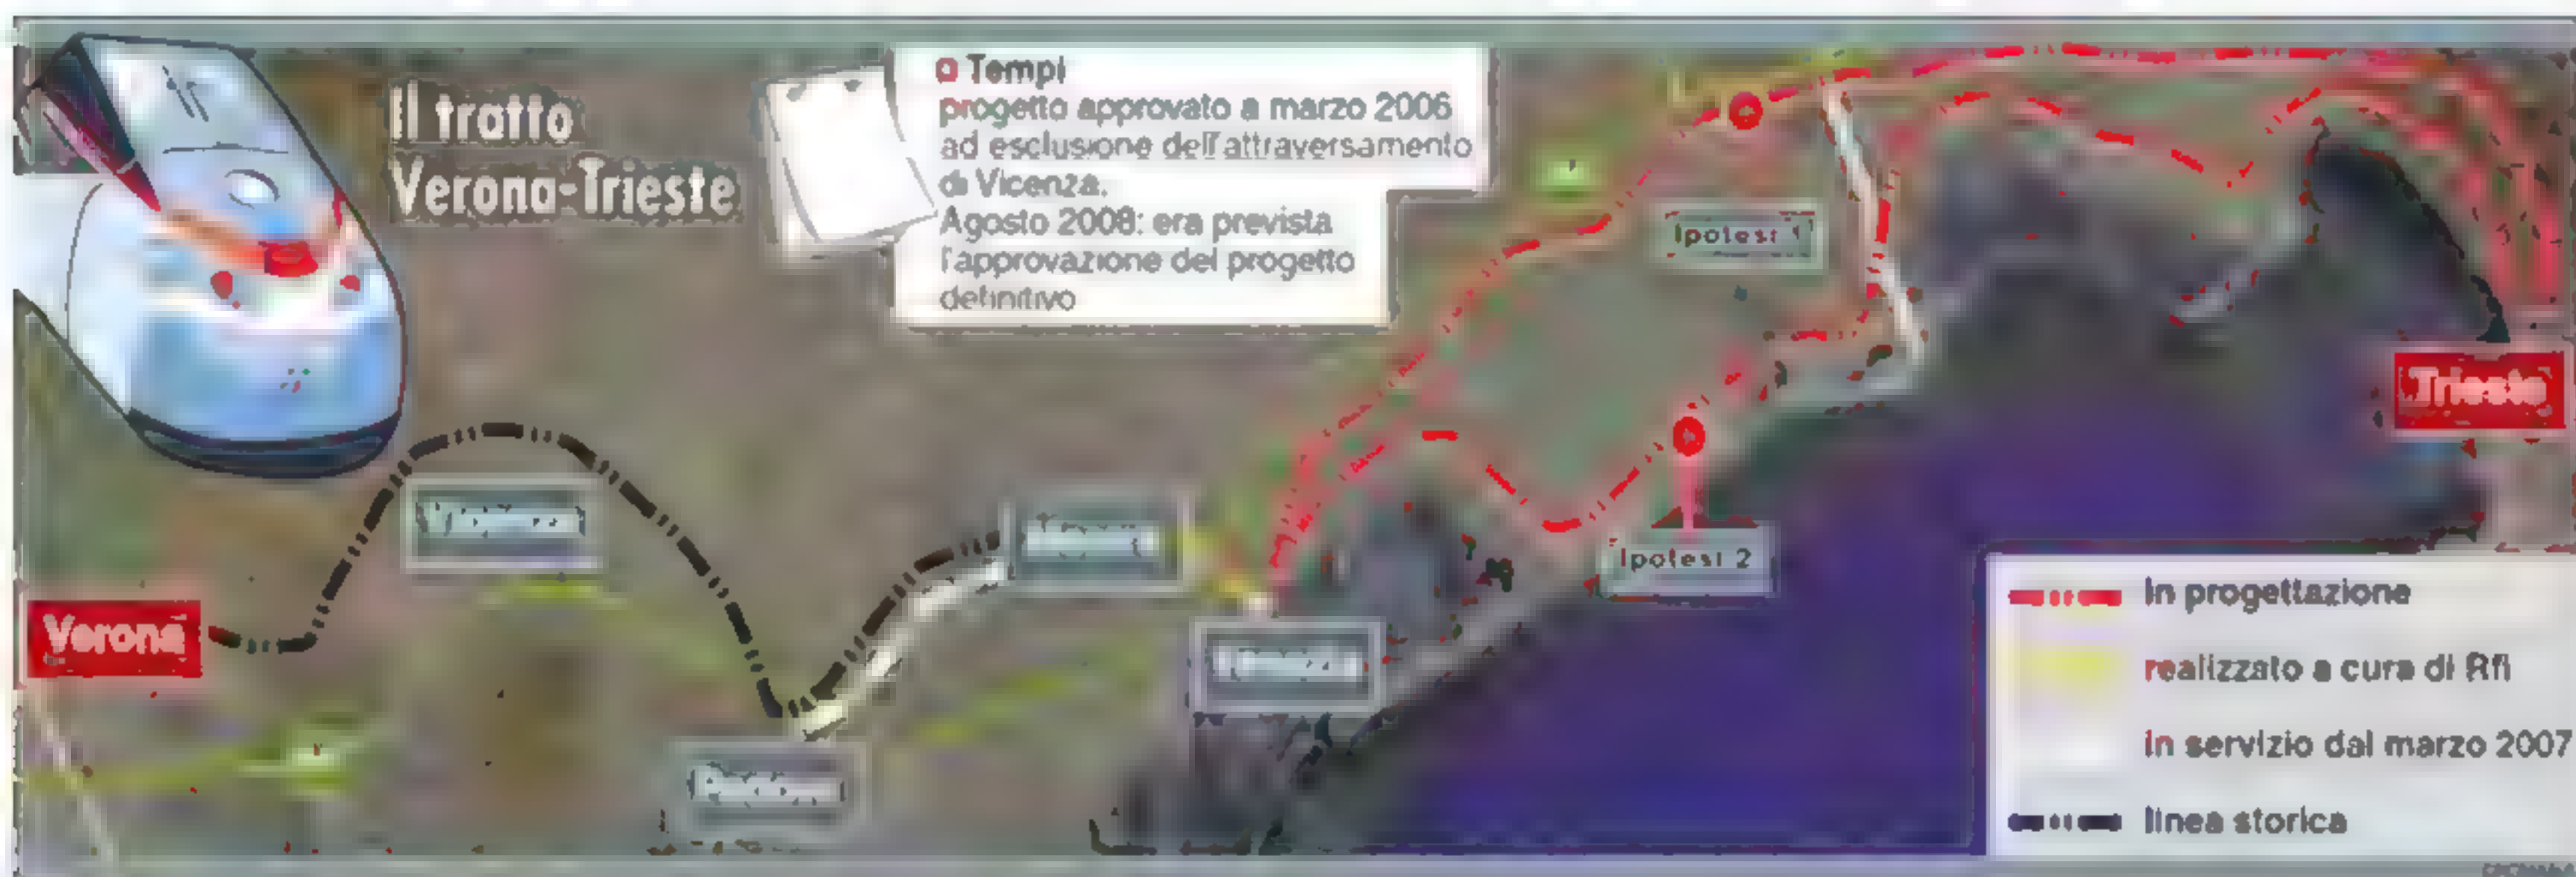 Il tratto
Verona-Trieste
Tempi
progetto approvato a marzo 2006
ad esclusione dell'attraversamento
di Vicenza.
Agosto 2008: era prevista
l'approvazione del progetto
definitivo
Ipotesi 1
Trieste
Ipotesi 2
Verona
In progettazione
realizzato a cura di Rfi
in servizio dal marzo 2007
linea storica